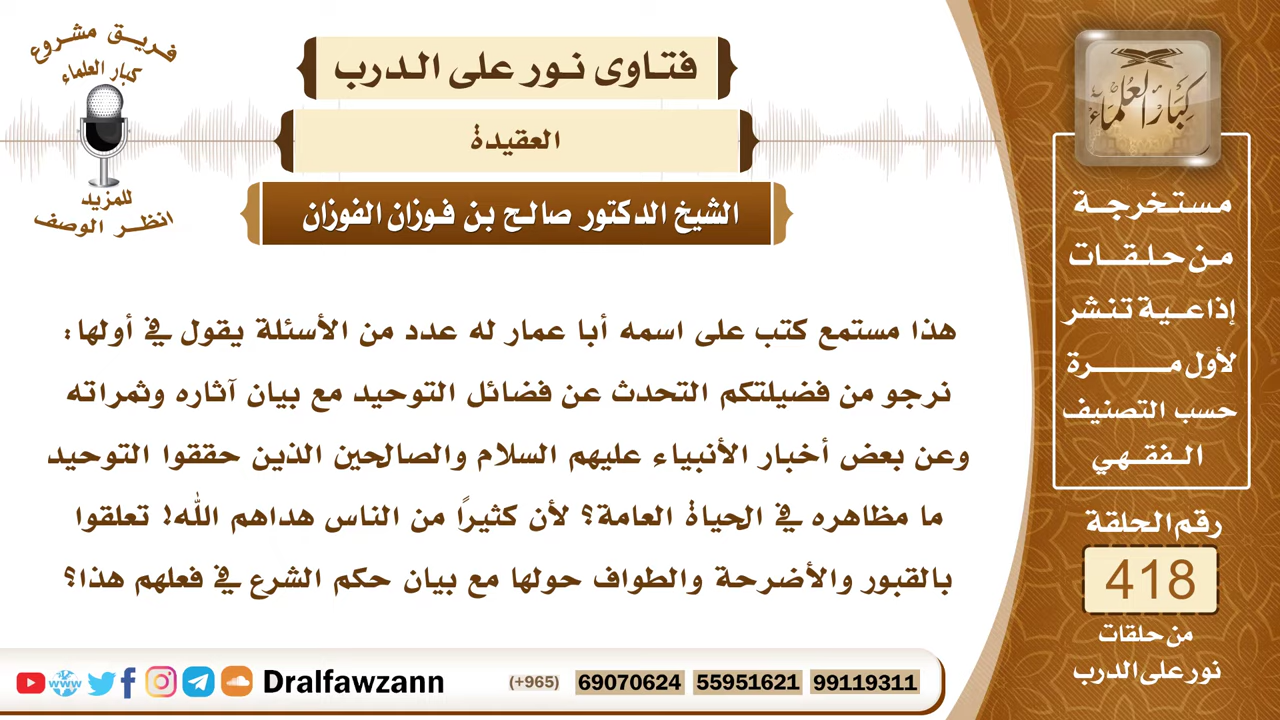 فريق مشروع
كبار العلماء
للمزيد
انظر الوصف
فتاوى نور على الدرب
العقيدة
الشيخ الدكتور صالح بن فوزان الفوزان
هذا مستمع كتب على اسمه أبا عمار له عدد من الأسئلة يقول في أولها:
نرجو من فضيلتكم التحدث عن فضائل التوحيد مع بيان آثاره وثمراته
وعن بعض أخبار الأنبياء عليهم السلام والصالحين الذين حققوا التوحيد
ما مظاهره في الحياة العامة؟ لأن كثيرًا من الناس هداهم الله! تعلقوا
بالقبور والأضرحة والطواف حولها مع بيان حكم الشرع في فعلهم هذا؟
كبار العلماء
مستخرجة
من حلقات
إذاعية تنشر
لأول مرة
حسب التصنيف
الفقهي
رقم الحلقة
418
من حلقات
نور على الدرب
www
Dralfawzann
(+965)
69070624
55951621
99119311